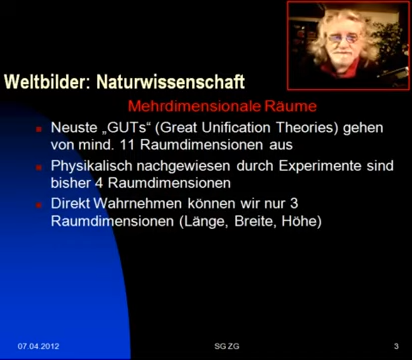 Weltbilder: Naturwissenschaft
Mehrdimensionale Räume
Neuste „GUTs“ (Great Unification Theories) gehen
von mind. 11 Raumdimensionen aus
Physikalisch nachgewiesen durch Experimente sind
bisher 4 Raumdimensionen
Direkt Wahrnehmen können wir nur 3
Raumdimensionen (Länge, Breite, Höhe)
07.04.2012 SG ZG 3